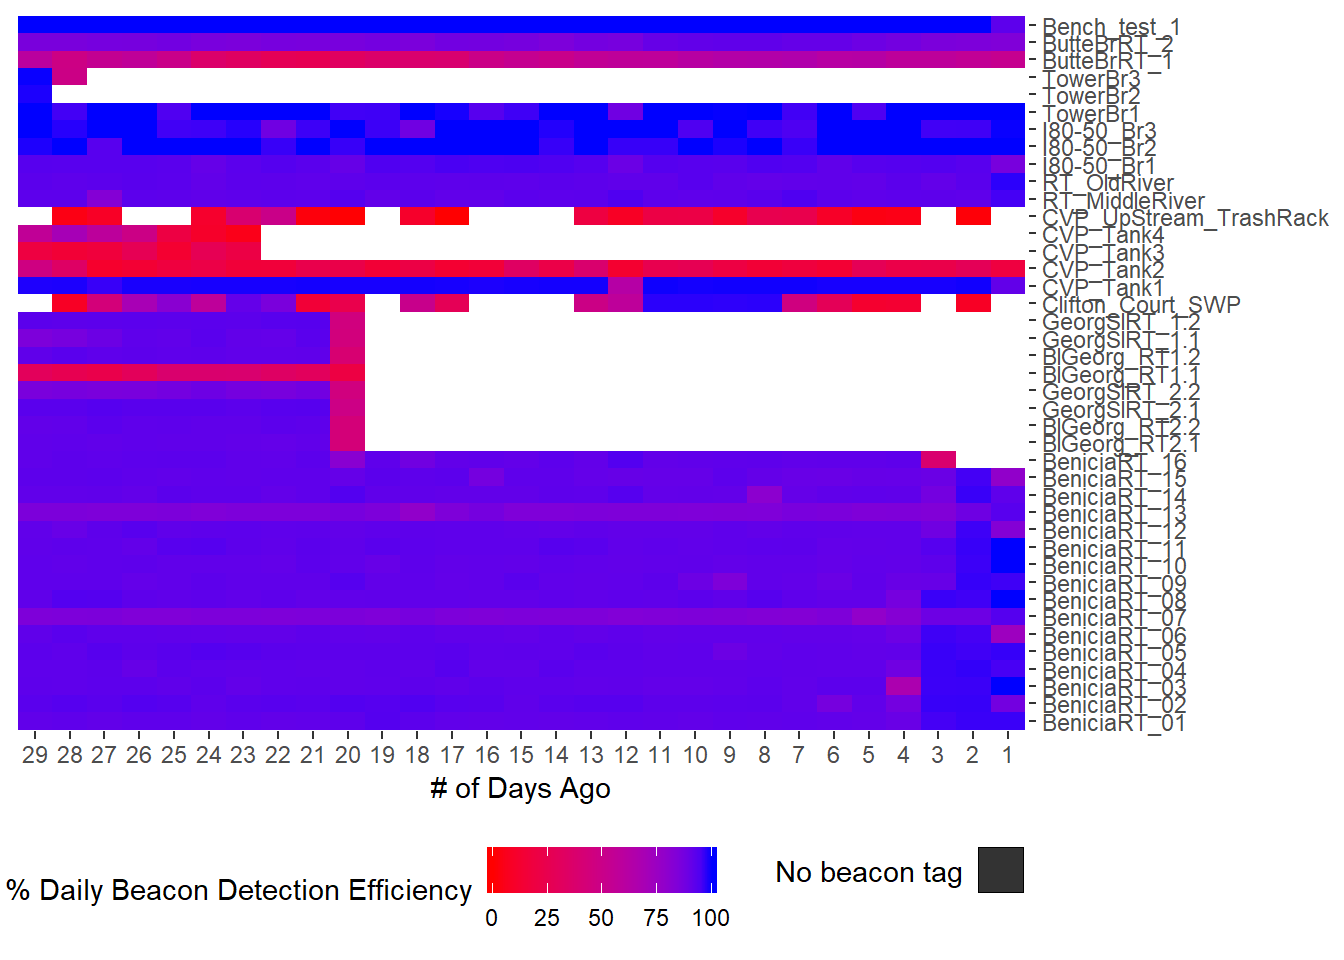 Bench_test_1
ButteBrRT_2
ButteBrRT_1
TowerBr3
TowerBr2
TowerBr1
I80-50_Br3
I80-50_Br2
I80-50_Br1
RT_OldRiver
RT_MiddleRiver
CVP_UpStream_TrashRack
CVP_Tank4
CVP_Tank3
CVP_Tank2
CVP_Tank1
Clifton_Court_SWP
GeorgSlRT_1.2
GeorgSlRT_1.1
BlGeorg_RT1.2
BlGeorg_RT1.1
GeorgSlRT_2.2
GeorgSlRT_2.1
BlGeorg_RT2.2
BlGeorg_RT2.1
BeniciaRT_16
BeniciaRT_15
BeniciaRT_14
BeniciaRT_13
BeniciaRT_12
BeniciaRT_11
BeniciaRT_10
BeniciaRT_09
BeniciaRT_08
BeniciaRT_07
BeniciaRT_06
BeniciaRT_05
BeniciaRT_04
BeniciaRT_03
BeniciaRT_02
BeniciaRT_01
29 28 27 26 25 24 23 22 21 20 19 18 17 16 15 14 13 12 11 10 9 8 7 6 5 4 3 2 1
# of Days Ago
% Daily Beacon Detection Efficiency
0 25 50 75 100
No beacon tag